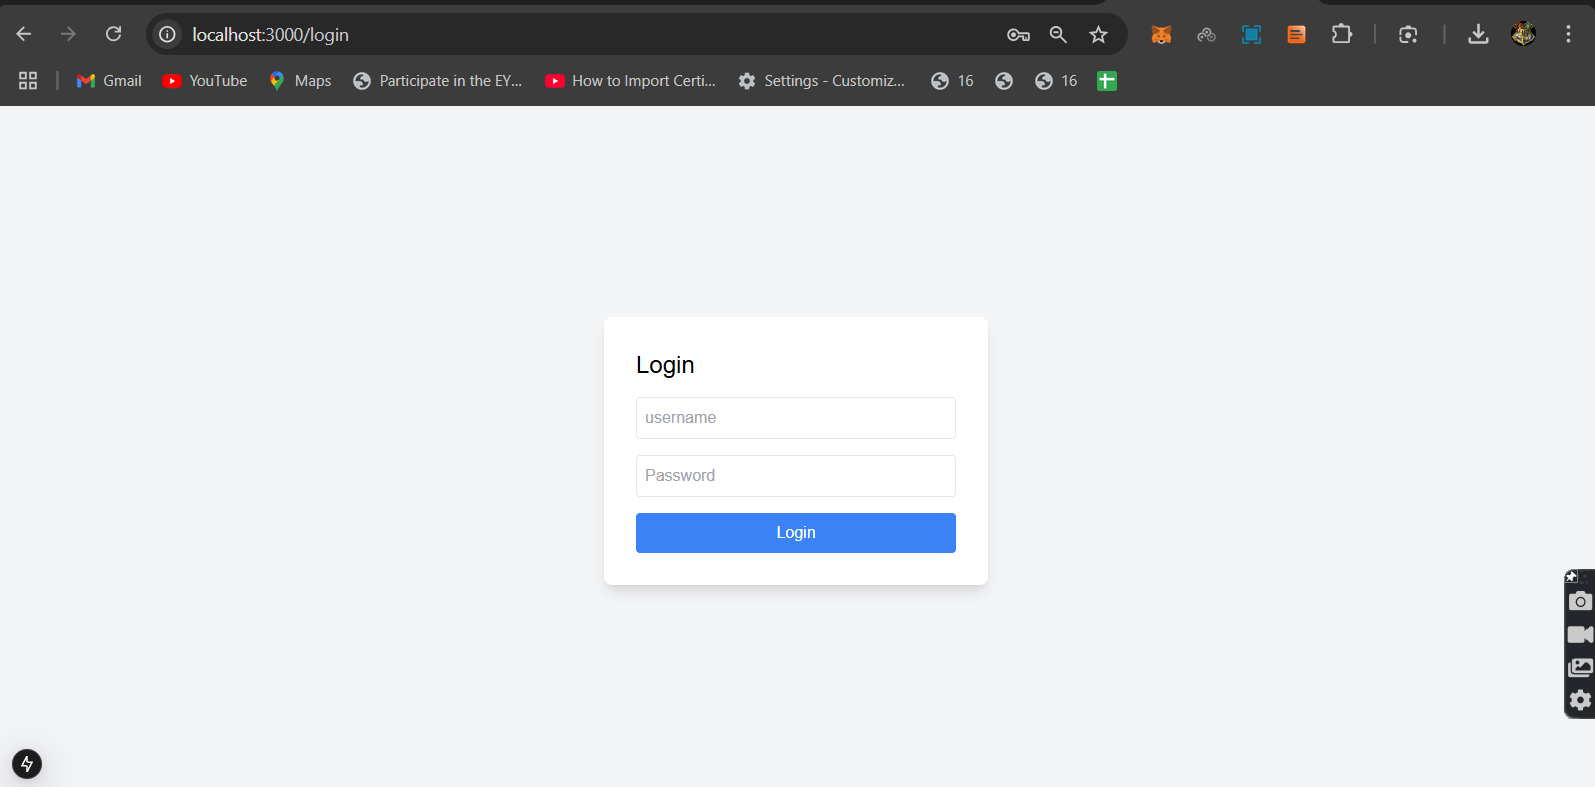 localhost:3000/login
Gmail YouTube Maps Participate in the EY... How to Import Certi... Settings - Customiz... 16 16
Login
username
Password
Login